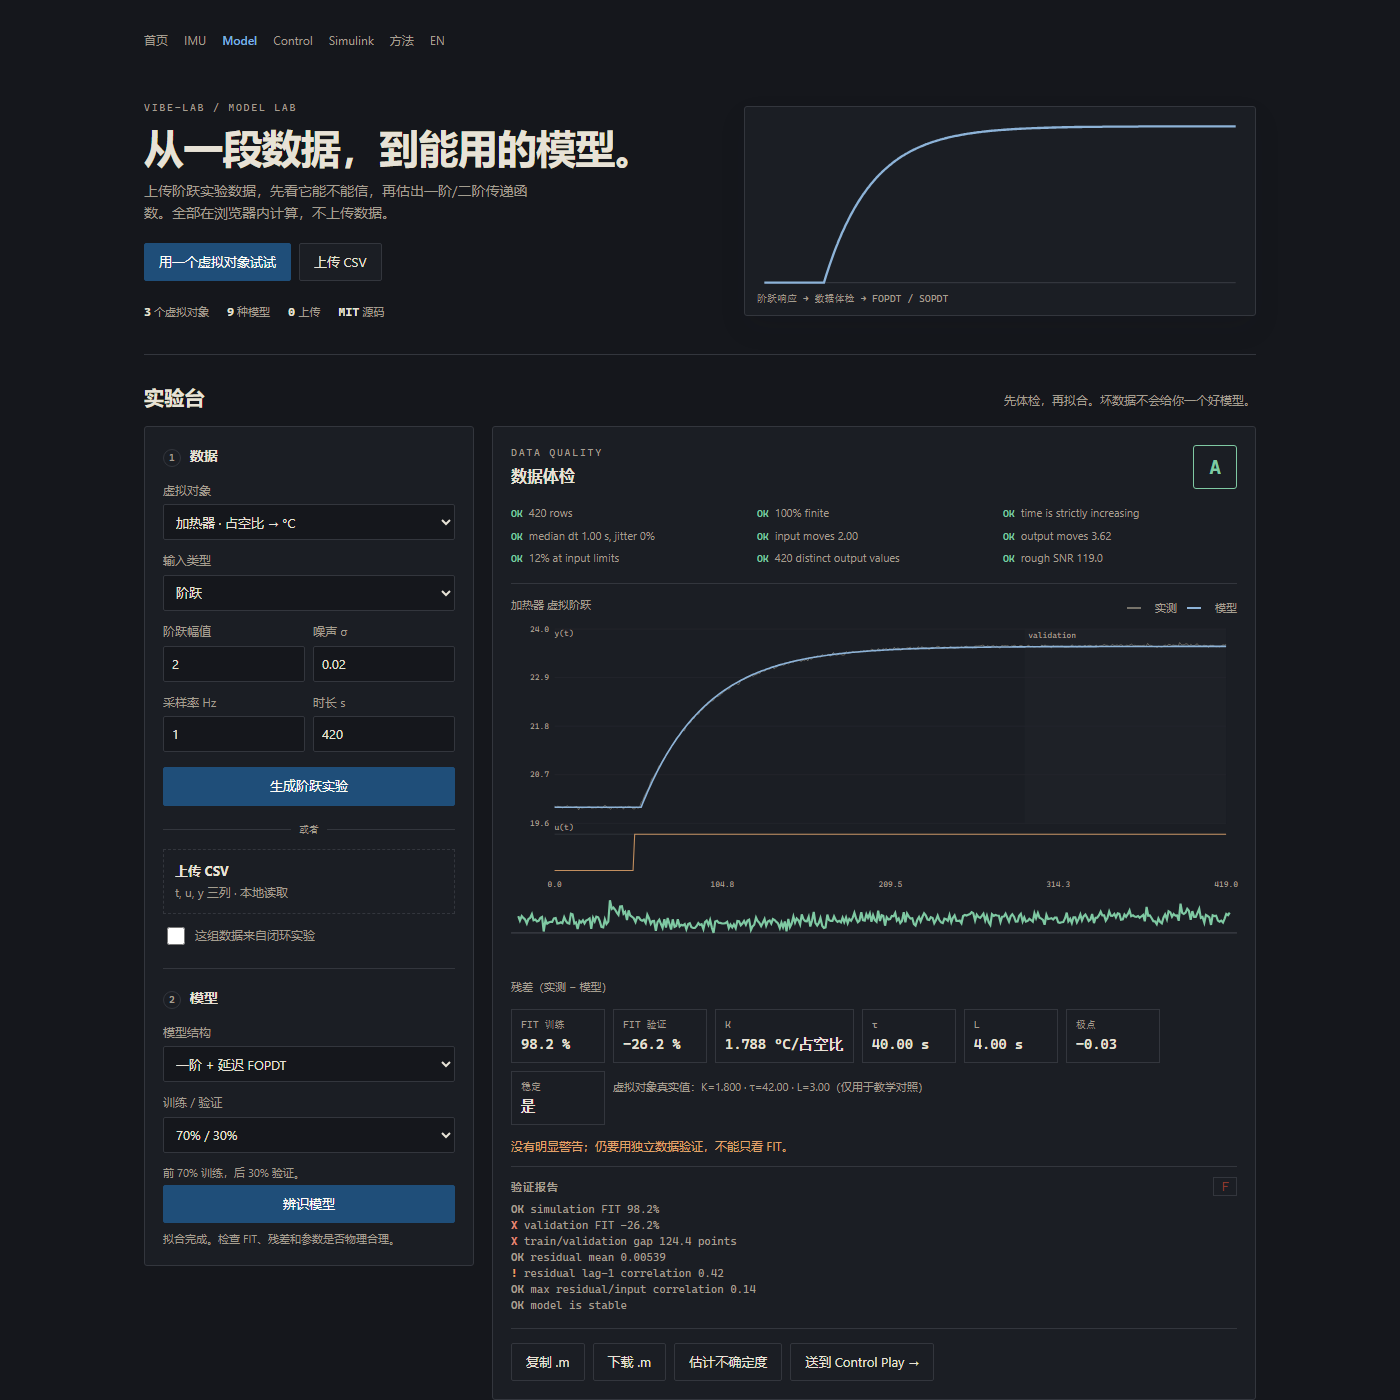 首页 IMU Model Control Simulink 方法 EN
VIBE-LAB / MODEL LAB
从一段数据，到能用的模型。
上传阶跃实验数据，先看它能不能信，再估出一阶/二阶传递函
数。全部在浏览器内计算，不上传数据。
用一个虚拟对象试试 上传 CSV
3 个虚拟对象 9 种模型 0 上传 MIT 源码
阶跃响应 → 数据体检 → FOPDT / SOPDT
实验台
先体检，再拟合。坏数据不会给你一个好模型。
1 数据
虚拟对象
加热器 · 占空比 → °C
输入类型
阶跃
阶跃幅值 噪声 σ
2 0.02
采样率 Hz 时长 s
1 420
生成阶跃实验
或者
上传 CSV
t, u, y 三列 · 本地读取
这组数据来自闭环实验
2 模型
模型结构
一阶 + 延迟 FOPDT
训练 / 验证
70% / 30%
前 70% 训练，后 30% 验证。
辨识模型
拟合完成。检查 FIT、残差和参数是否物理合理。
DATA QUALITY
数据体检
A
OK 420 rows OK 100% finite OK time is strictly increasing
OK median dt 1.00 s, jitter 0% OK input moves 2.00 OK output moves 3.62
OK 12% at input limits OK 420 distinct output values OK rough SNR 119.0
加热器 虚拟阶跃
实测 模型
24.0 y(t)
validation
22.9
21.8
20.7
19.6 u(t)
0.0 104.8 209.5 314.3 419.0
残差（实测 − 模型）
FIT 训练 FIT 验证 K τ L 极点
98.2 % −26.2 % 1.788 °C/占空比 40.00 s 4.00 s −0.03
稳定
是
虚拟对象真实值：K=1.800 · τ=42.00 · L=3.00（仅用于教学对照）
没有明显警告；仍要用独立数据验证，不能只看 FIT。
验证报告
F
OK simulation FIT 98.2%
X validation FIT −26.2%
X train/validation gap 124.4 points
OK residual mean 0.00539
! residual lag-1 correlation 0.42
OK max residual/input correlation 0.14
OK model is stable
复制 .m 下载 .m 估计不确定度 送到 Control Play →